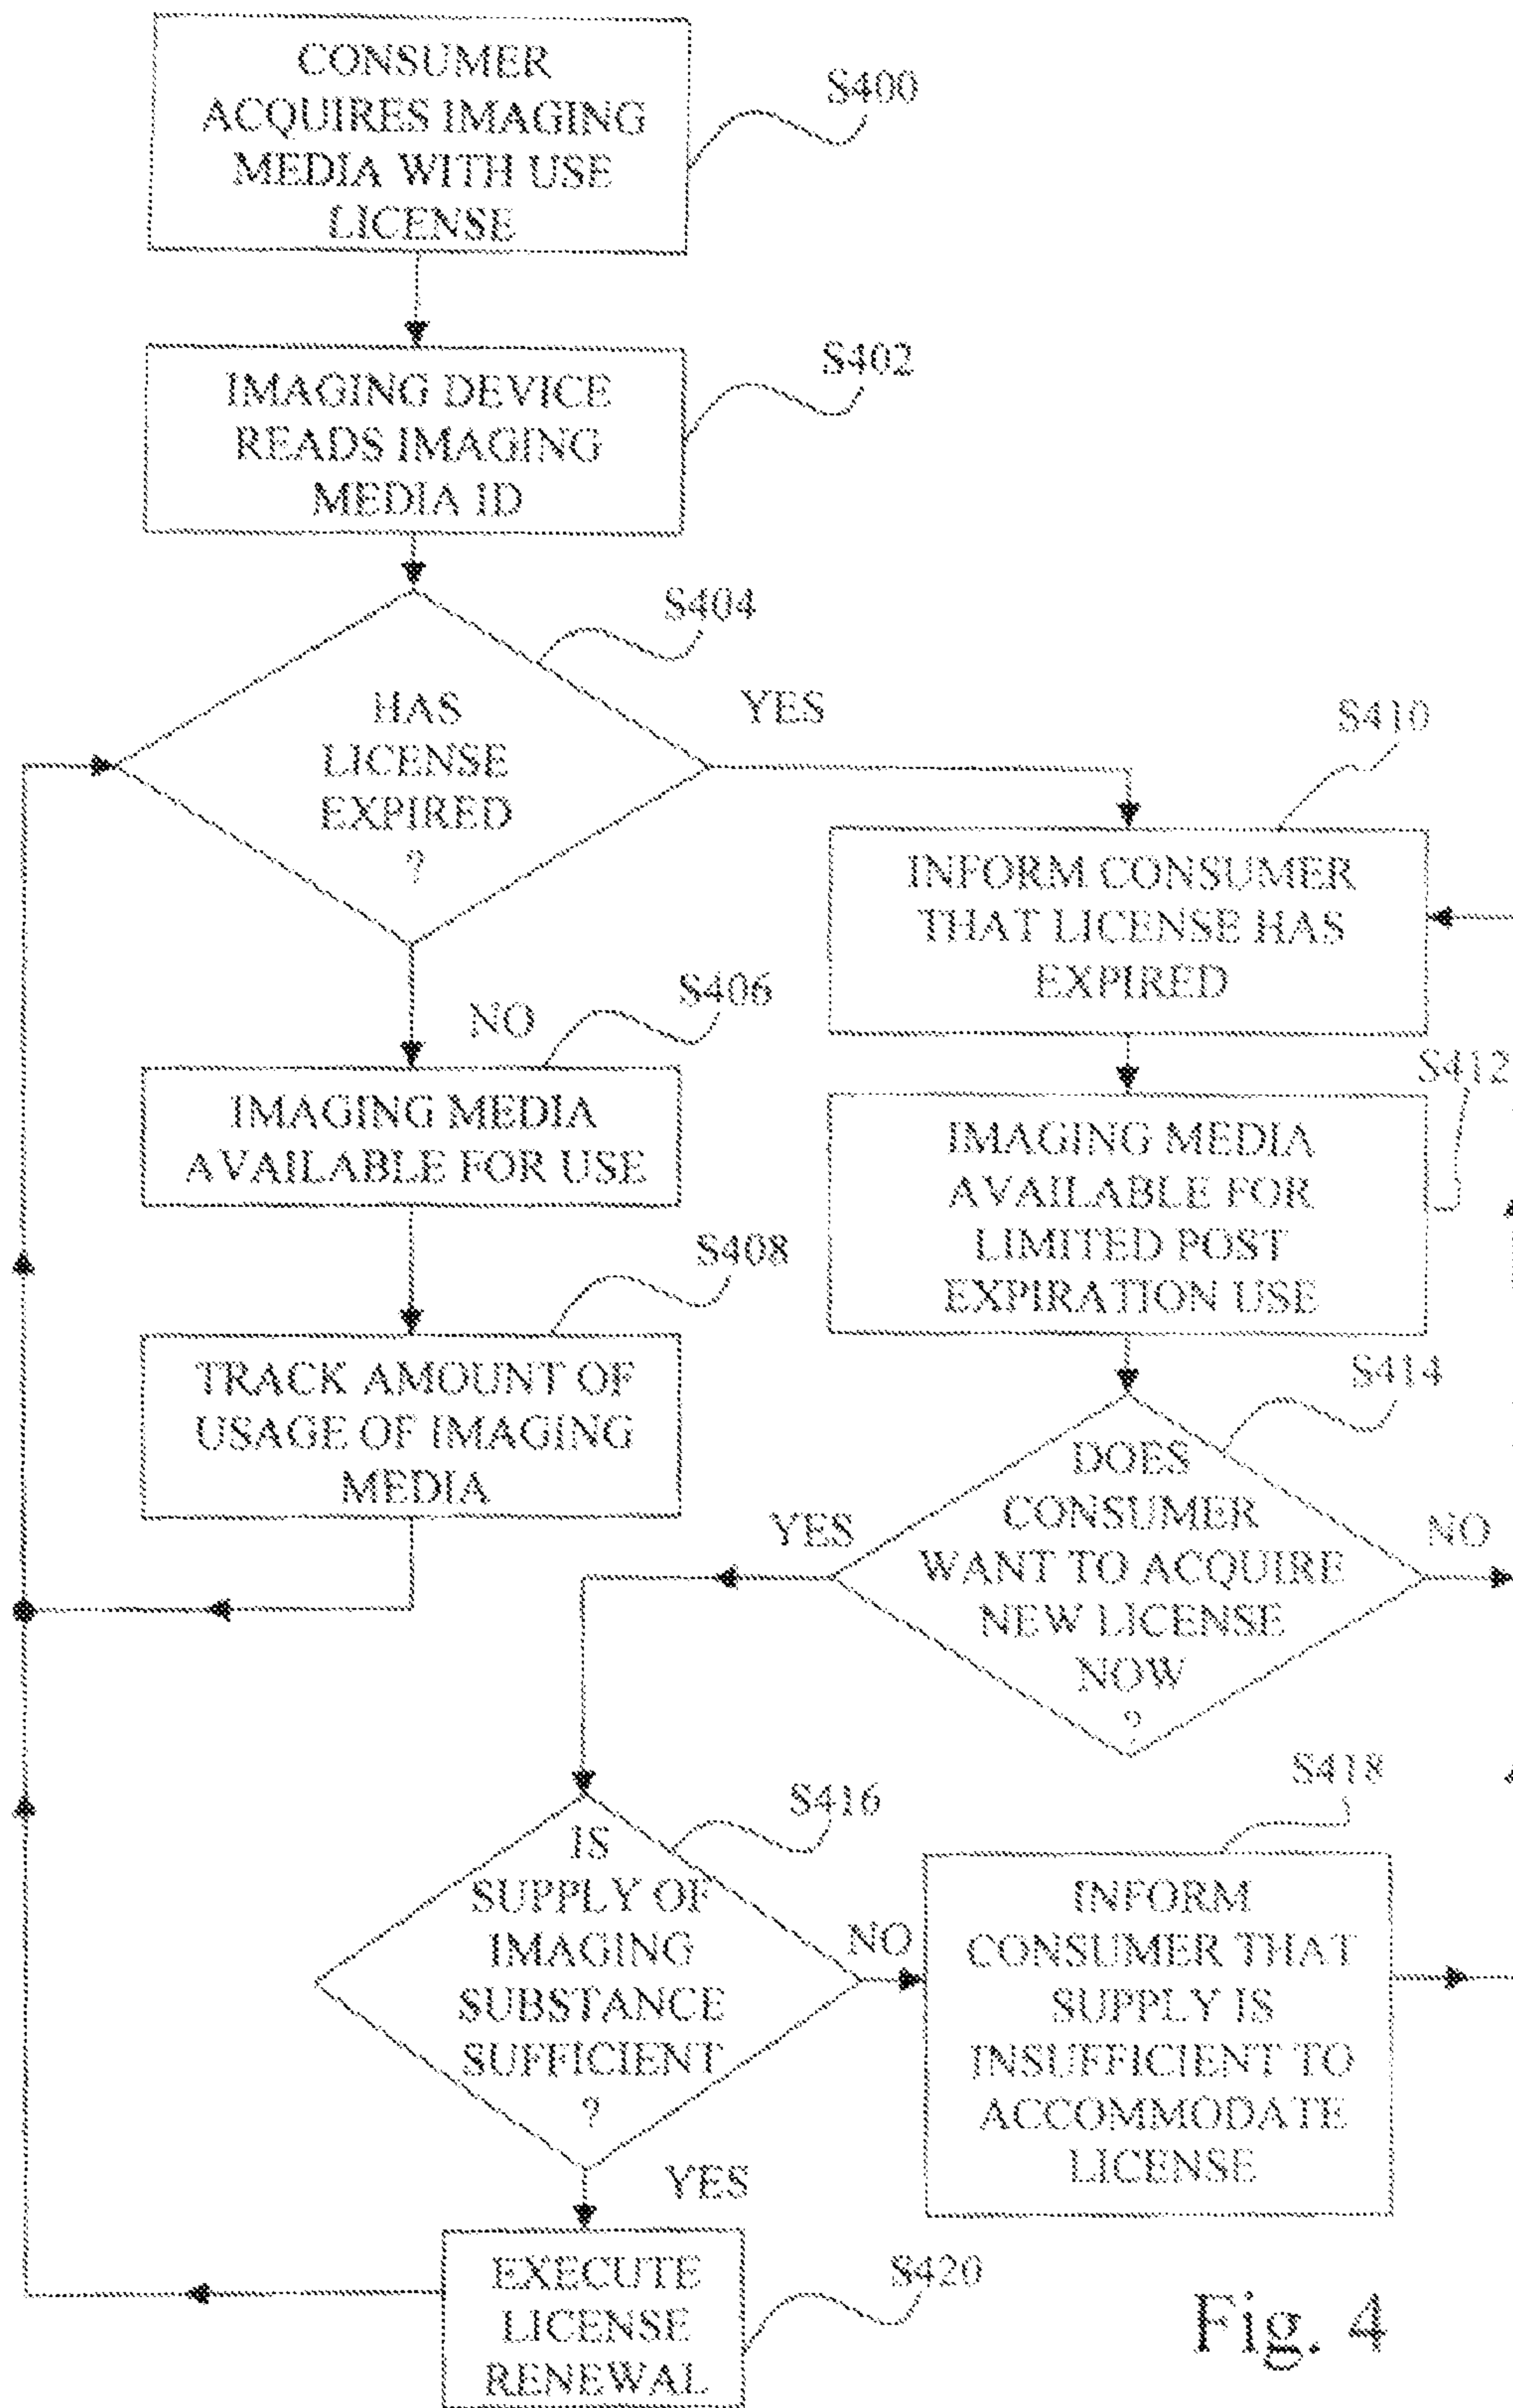 CONSUMER
ACQUIRES IMAGING
MEDIA WITH USE
LICENSE
S400
IMAGING DEVICE
READS IMAGING
MEDIA ID
S402
HAS
LICENSE
EXPIRED
?
S404
YES
NO
S406
IMAGING MEDIA
AVAILABLE FOR USE
S408
TRACK AMOUNT OF
USAGE OF IMAGING
MEDIA
S410
INFORM CONSUMER
THAT LICENSE HAS
EXPIRED
S412
IMAGING MEDIA
AVAILABLE FOR
LIMITED POST
EXPIRATION USE
S414
DOES
CONSUMER
WANT TO ACQUIRE
NEW LICENSE
NOW
?
YES
NO
S416
IS
SUPPLY OF
IMAGING
SUBSTANCE
SUFFICIENT
?
NO
YES
S418
INFORM
CONSUMER THAT
SUPPLY IS
INSUFFICIENT TO
ACCOMMODATE
LICENSE
EXECUTE
LICENSE
RENEWAL
S420
Fig. 4